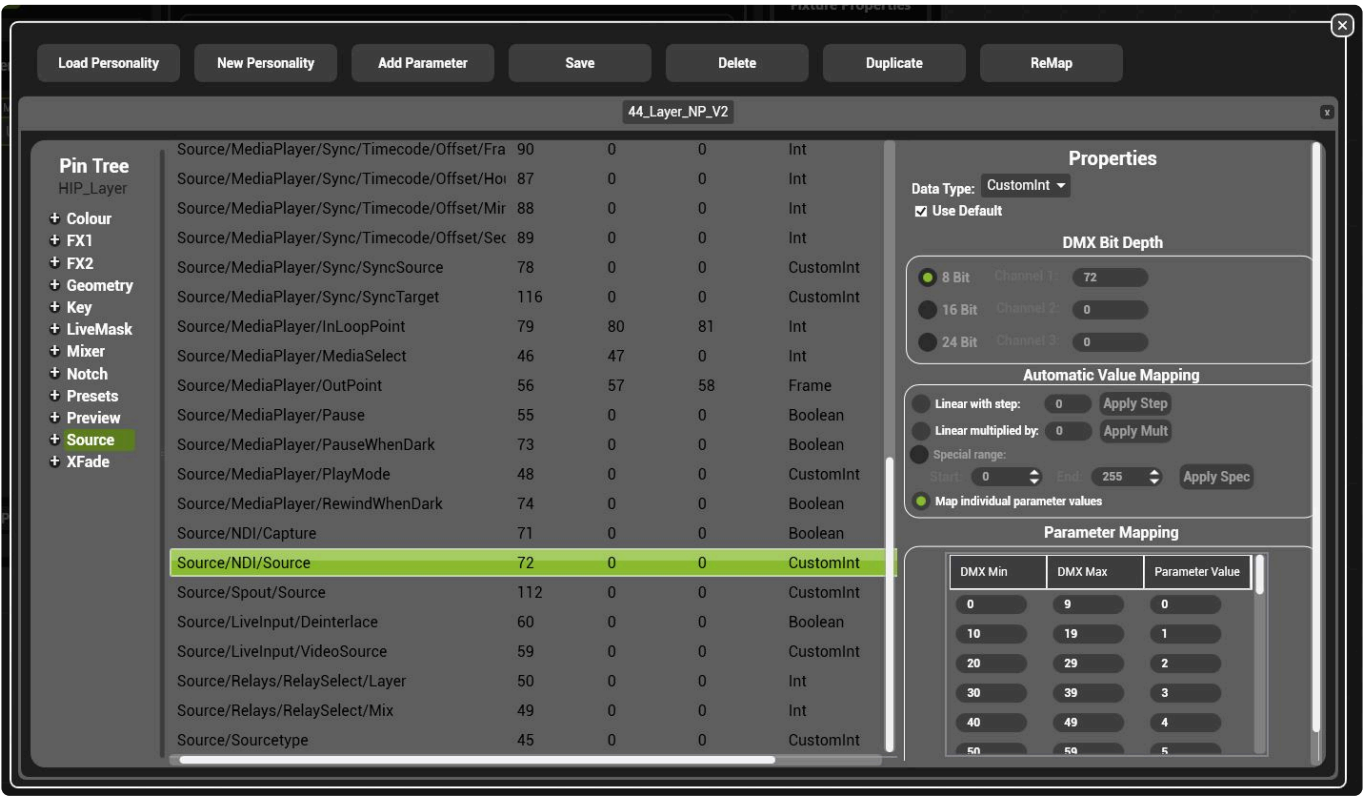 Fixture Properties
Load Personality New Personality Add Parameter Save Delete Duplicate ReMap
44_Layer_NP_V2
x
Pin Tree
HIP_Layer
+ Colour
+ FX1
+ FX2
+ Geometry
+ Key
+ LiveMask
+ Mixer
+ Notch
+ Presets
+ Preview
+ Source
+ XFade
Source/MediaPlayer/Sync/Timecode/Offset/Fra 90 0 0 Int
Source/MediaPlayer/Sync/Timecode/Offset/Hou 87 0 0 Int
Source/MediaPlayer/Sync/Timecode/Offset/Min 88 0 0 Int
Source/MediaPlayer/Sync/Timecode/Offset/Sec 89 0 0 Int
Source/MediaPlayer/Sync/SyncSource 78 0 0 CustomInt
Source/MediaPlayer/Sync/SyncTarget 116 0 0 CustomInt
Source/MediaPlayer/InLoopPoint 79 80 81 Int
Source/MediaPlayer/MediaSelect 46 47 0 Int
Source/MediaPlayer/OutPoint 56 57 58 Frame
Source/MediaPlayer/Pause 55 0 0 Boolean
Source/MediaPlayer/PauseWhenDark 73 0 0 Boolean
Source/MediaPlayer/PlayMode 48 0 0 CustomInt
Source/MediaPlayer/RewindWhenDark 74 0 0 Boolean
Source/NDI/Capture 71 0 0 Boolean
Source/NDI/Source 72 0 0 CustomInt
Source/Spout/Source 112 0 0 CustomInt
Source/LiveInput/Deinterlace 60 0 0 Boolean
Source/LiveInput/VideoSource 59 0 0 CustomInt
Source/Relays/RelaySelect/Layer 50 0 0 Int
Source/Relays/RelaySelect/Mix 49 0 0 Int
Source/Sourcetype 45 0 0 CustomInt
Properties
Data Type: CustomInt
Use Default
DMX Bit Depth
8 Bit Channel 1: 72
16 Bit Channel 2: 0
24 Bit Channel 3: 0
Automatic Value Mapping
Linear with step: 0 Apply Step
Linear multiplied by: 0 Apply Mult
Special range:
Start: 0 End: 255 Apply Spec
Map individual parameter values
Parameter Mapping
DMX Min DMX Max Parameter Value
0 9 0
10 19 1
20 29 2
30 39 3
40 49 4
50 59 5